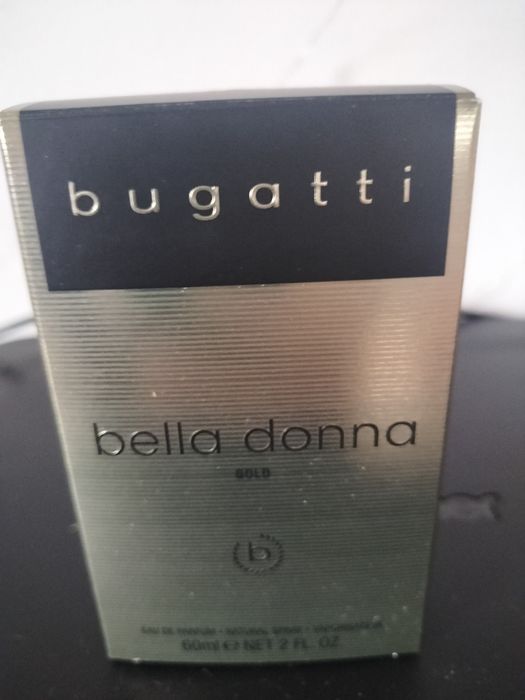 bugatti
bella donna
GOLD
b
EAU DE PARFUM • NATURAL SPRAY • VAPORISATEUR
60ml ℮ NET 2 FL. OZ